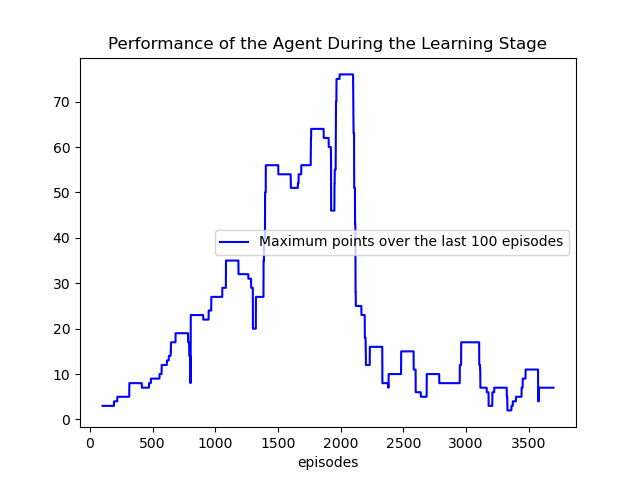 Performance of the Agent During the Learning Stage
70
60
50
40
30
20
10
0
Maximum points over the last 100 episodes
0 500 1000 1500 2000 2500 3000 3500
episodes